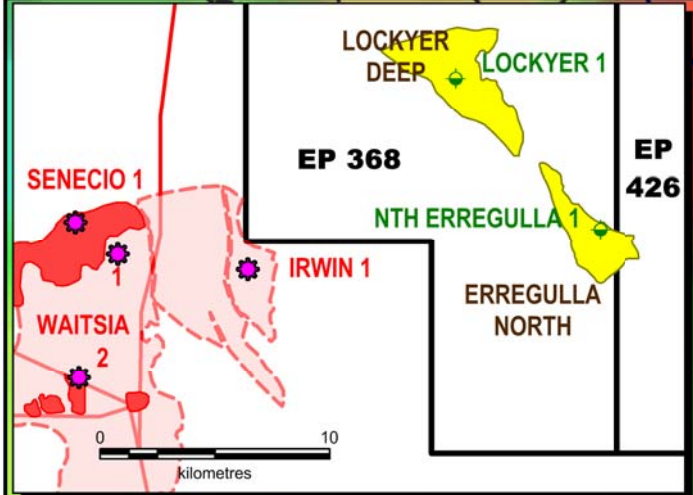 LOCKYER
DEEP
LOCKYER 1
EP 368
EP
426
SENECIO 1
NTH ERREGULLA 1
1
IRWIN 1
ERREGULLA
NORTH
WAITSIA
2
0
10
kilometres